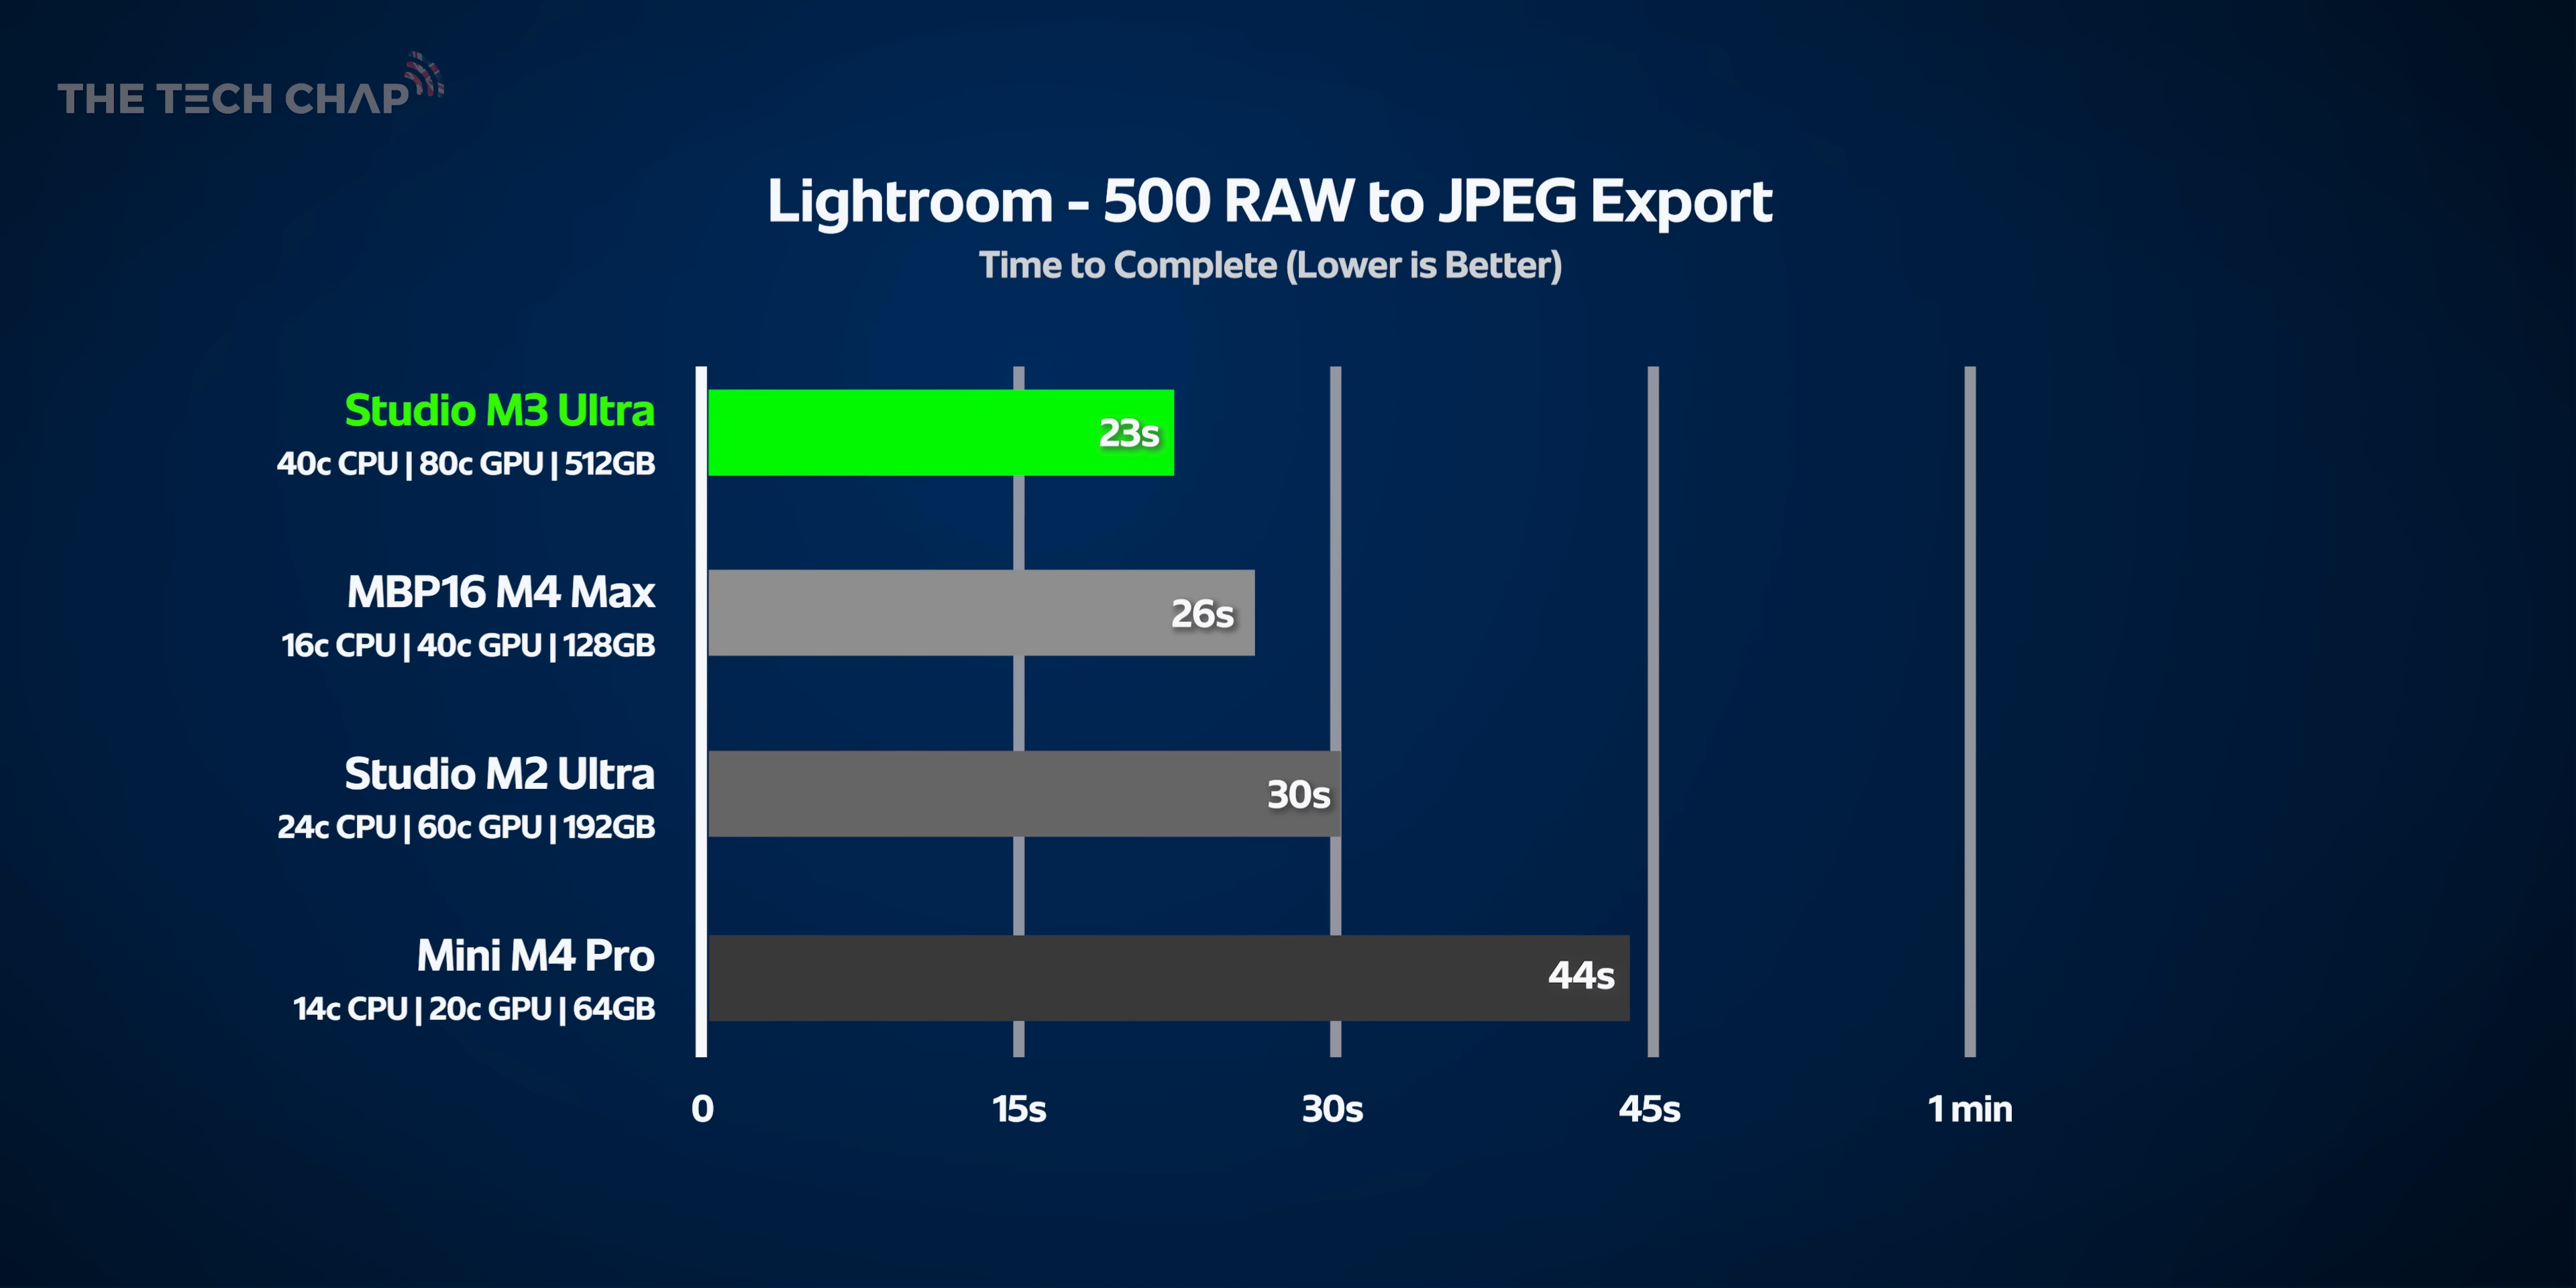 THE TECH CHAP
Lightroom - 500 RAW to JPEG Export
Time to Complete (Lower is Better)
Studio M3 Ultra
40c CPU | 80c GPU | 512GB
23s
MBP16 M4 Max
16c CPU | 40c GPU | 128GB
26s
Studio M2 Ultra
24c CPU | 60c GPU | 192GB
30s
Mini M4 Pro
14c CPU | 20c GPU | 64GB
44s
0 15s 30s 45s 1 min